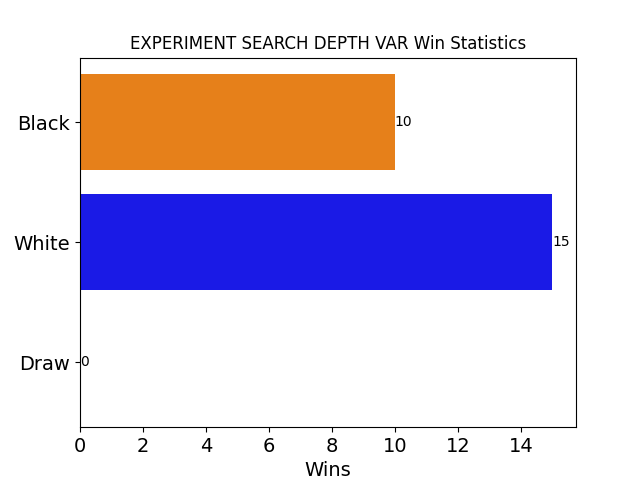 EXPERIMENT SEARCH DEPTH VAR Win Statistics
Black
10
White
15
Draw
0
0 2 4 6 8 10 12 14
Wins